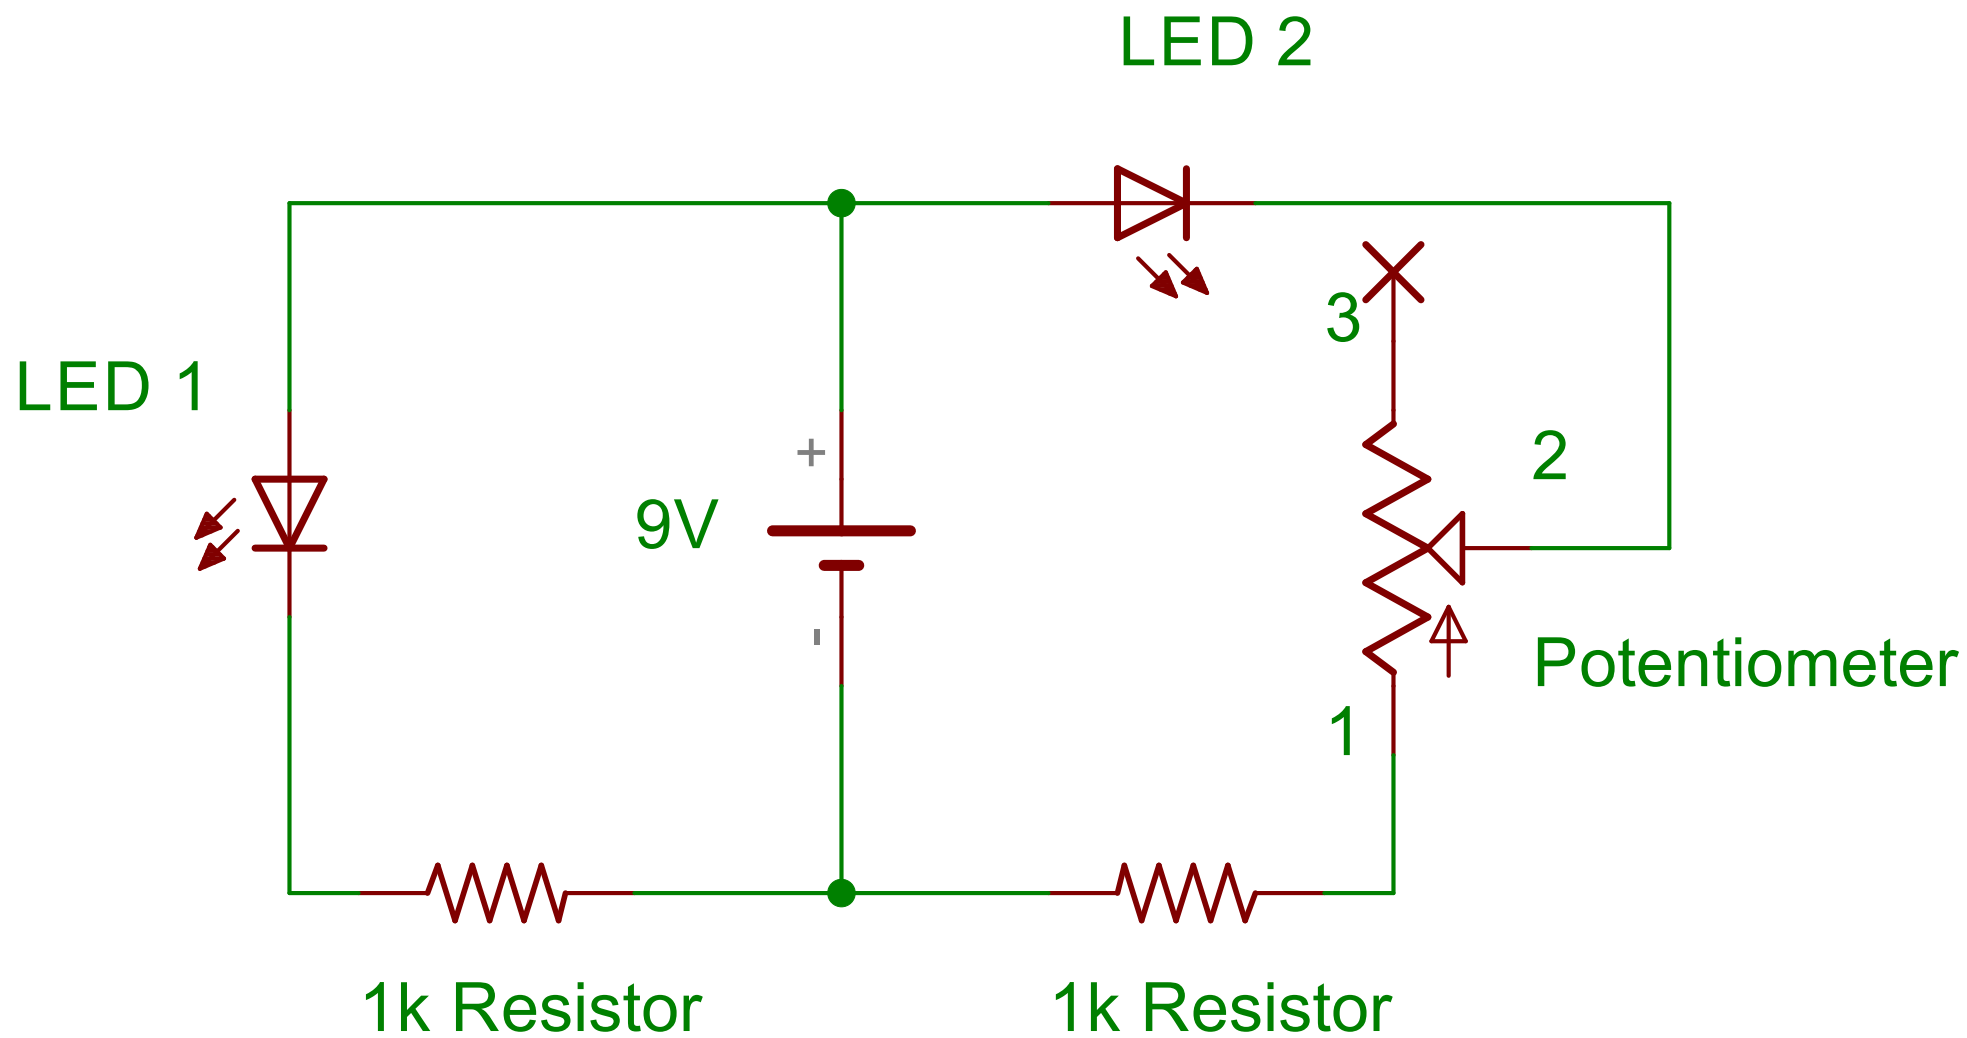 LED 2
LED 1
+
9V
-
3
2
Potentiometer
1
1k Resistor
1k Resistor